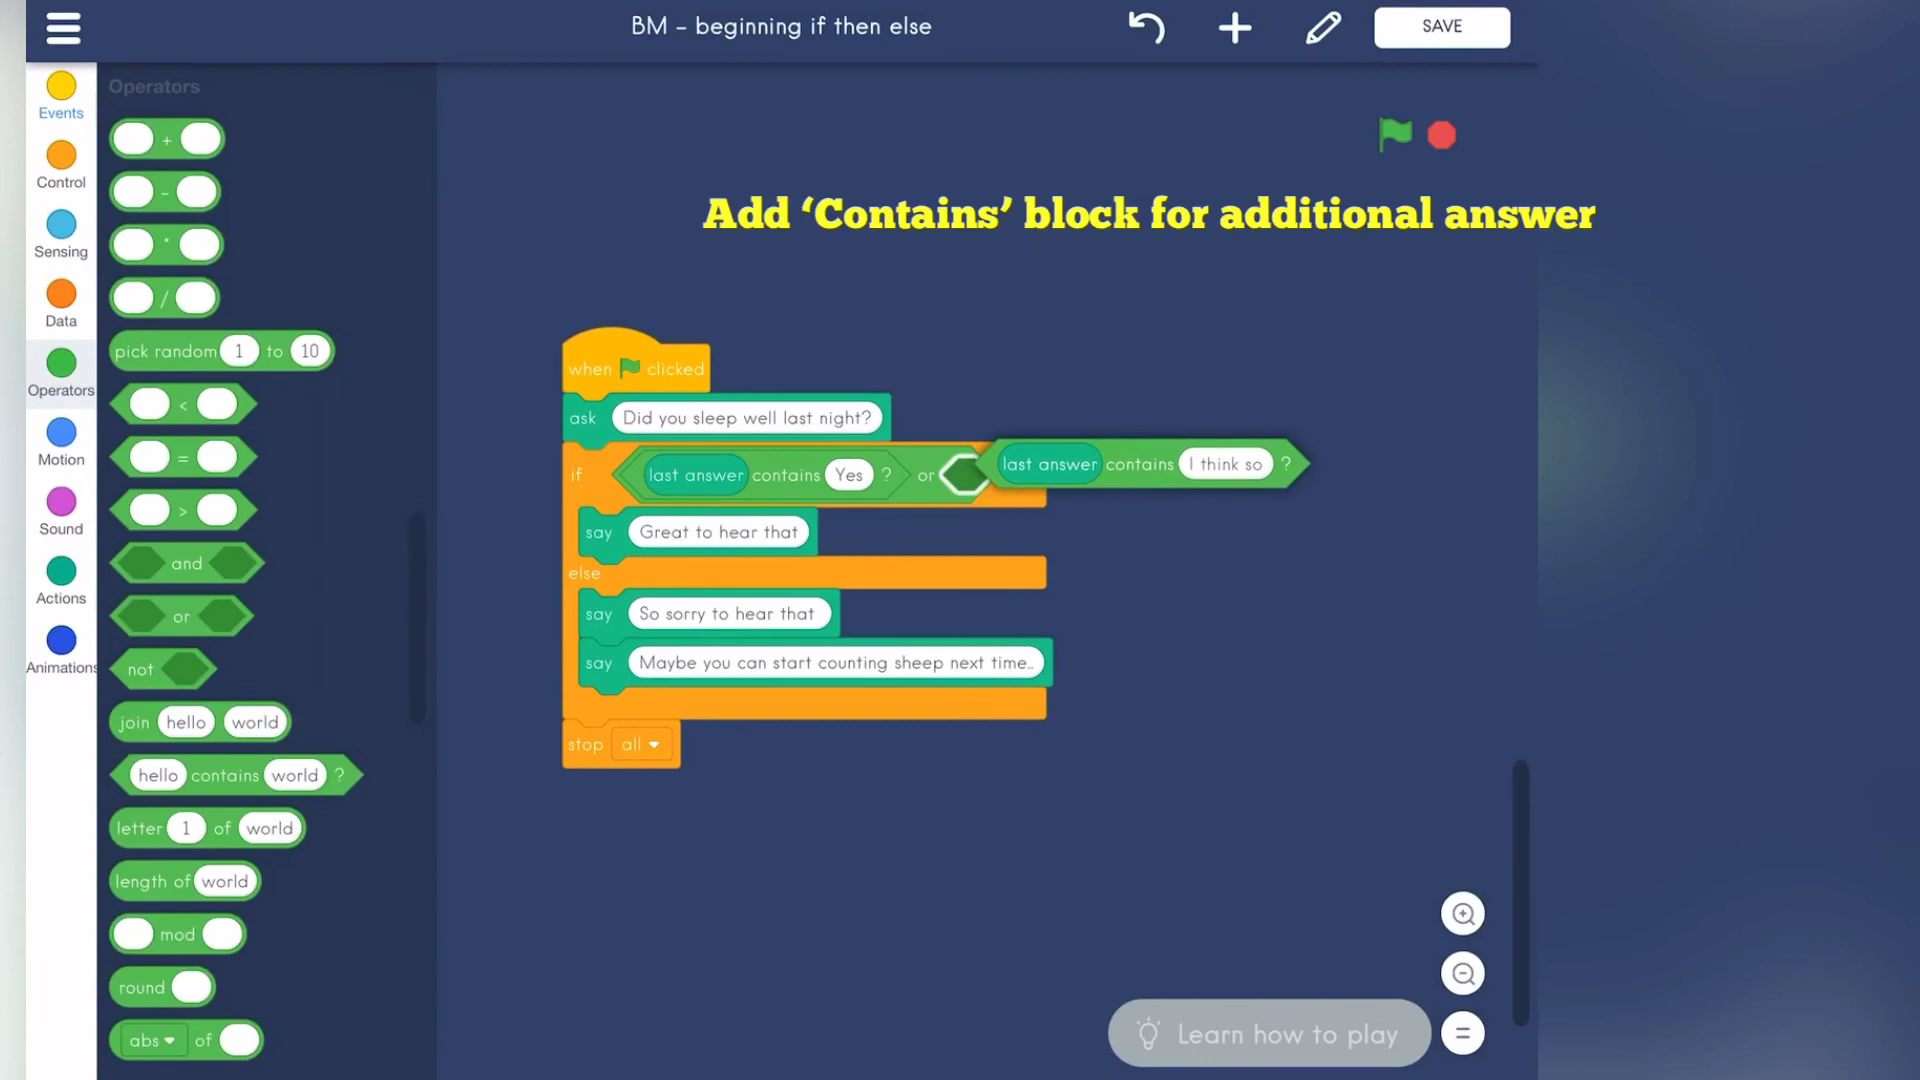 BM - beginning if then else
SAVE
Events
Control
Sensing
Data
Operators
Motion
Sound
Actions
Animations
Operators
+
-
*
/
pick random 1 to 10
<
=
>
and
or
not
join hello world
hello contains world ?
letter 1 of world
length of world
mod
round
abs of
Add ‘Contains’ block for additional answer
when clicked
ask Did you sleep well last night?
if last answer contains Yes ? or last answer contains I think so ?
say Great to hear that
else
say So sorry to hear that
say Maybe you can start counting sheep next time..
stop all
Learn how to play